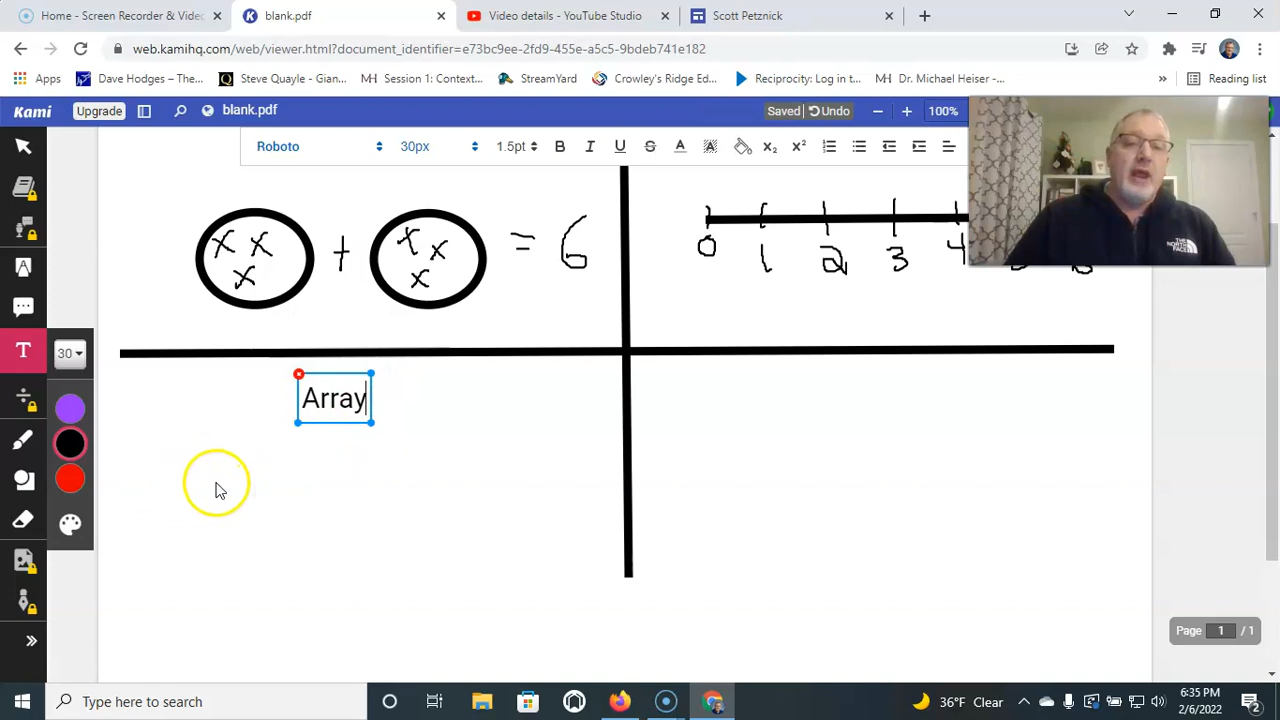 Home - Screen Recorder & Video
blank.pdf
Video details - YouTube Studio
Scott Petznick
web.kamihq.com/web/viewer.html?document_identifier=e73bc9ee-2fd9-455e-a5c5-9bdeb741e182
Apps
Dave Hodges – The...
Steve Quayle - Gian...
Session 1: Context...
StreamYard
Crowley's Ridge Ed...
Reciprocity: Log in t...
Dr. Michael Heiser -...
Reading list
Kami
Upgrade
blank.pdf
Saved
Undo
100%
Roboto
30px
1.5pt
x x x + x x x = 6
0 1 2 3 4
30
Array
Page 1 / 1
Type here to search
36°F Clear
6:35 PM
2/6/2022
2